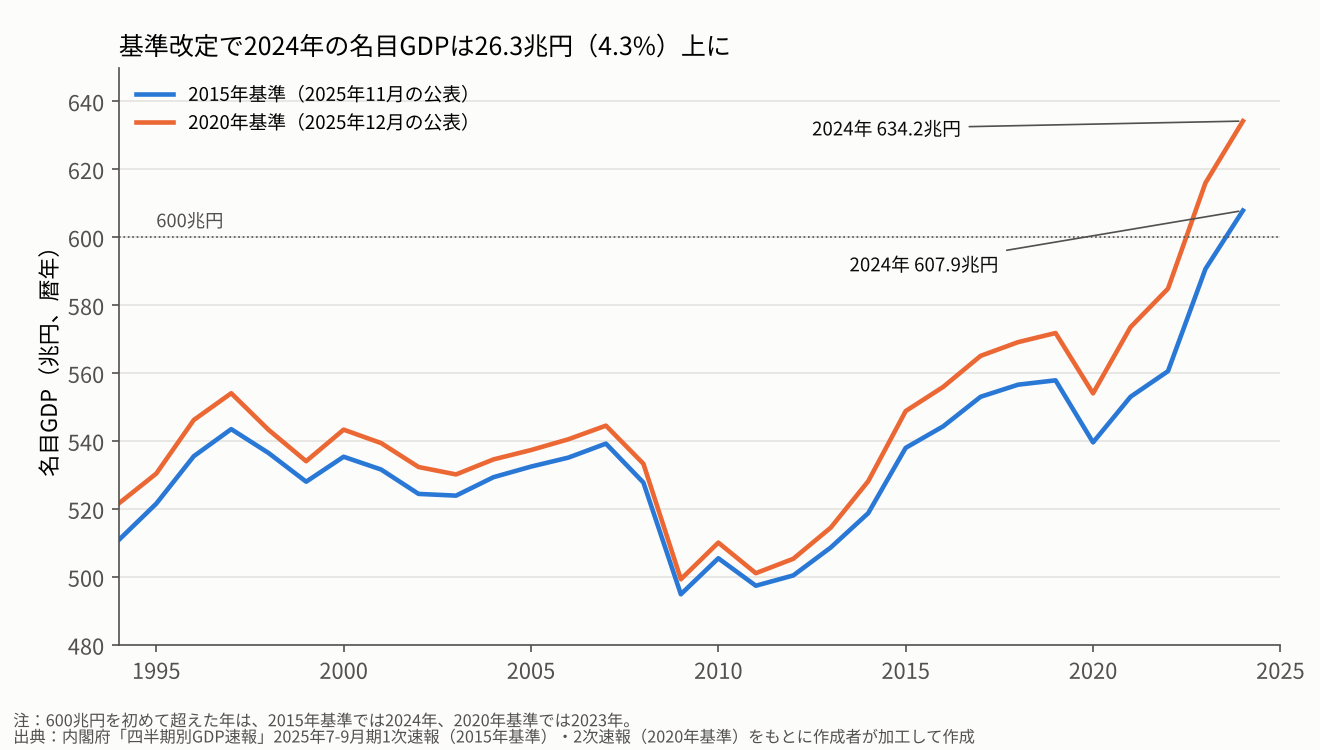 基準改定で2024年の名目GDPは26.3兆円（4.3%）上に
2015年基準（2025年11月の公表）
2020年基準（2025年12月の公表）
2024年 634.2兆円
600兆円
2024年 607.9兆円
名目GDP（兆円、暦年）
640
620
600
580
560
540
520
500
480
1995
2000
2005
2010
2015
2020
2025
注：600兆円を初めて超えた年は、2015年基準では2024年、2020年基準では2023年。
出典：内閣府「四半期別GDP速報」2025年7-9月期1次速報（2015年基準）・2次速報（2020年基準）をもとに作成者が加工して作成